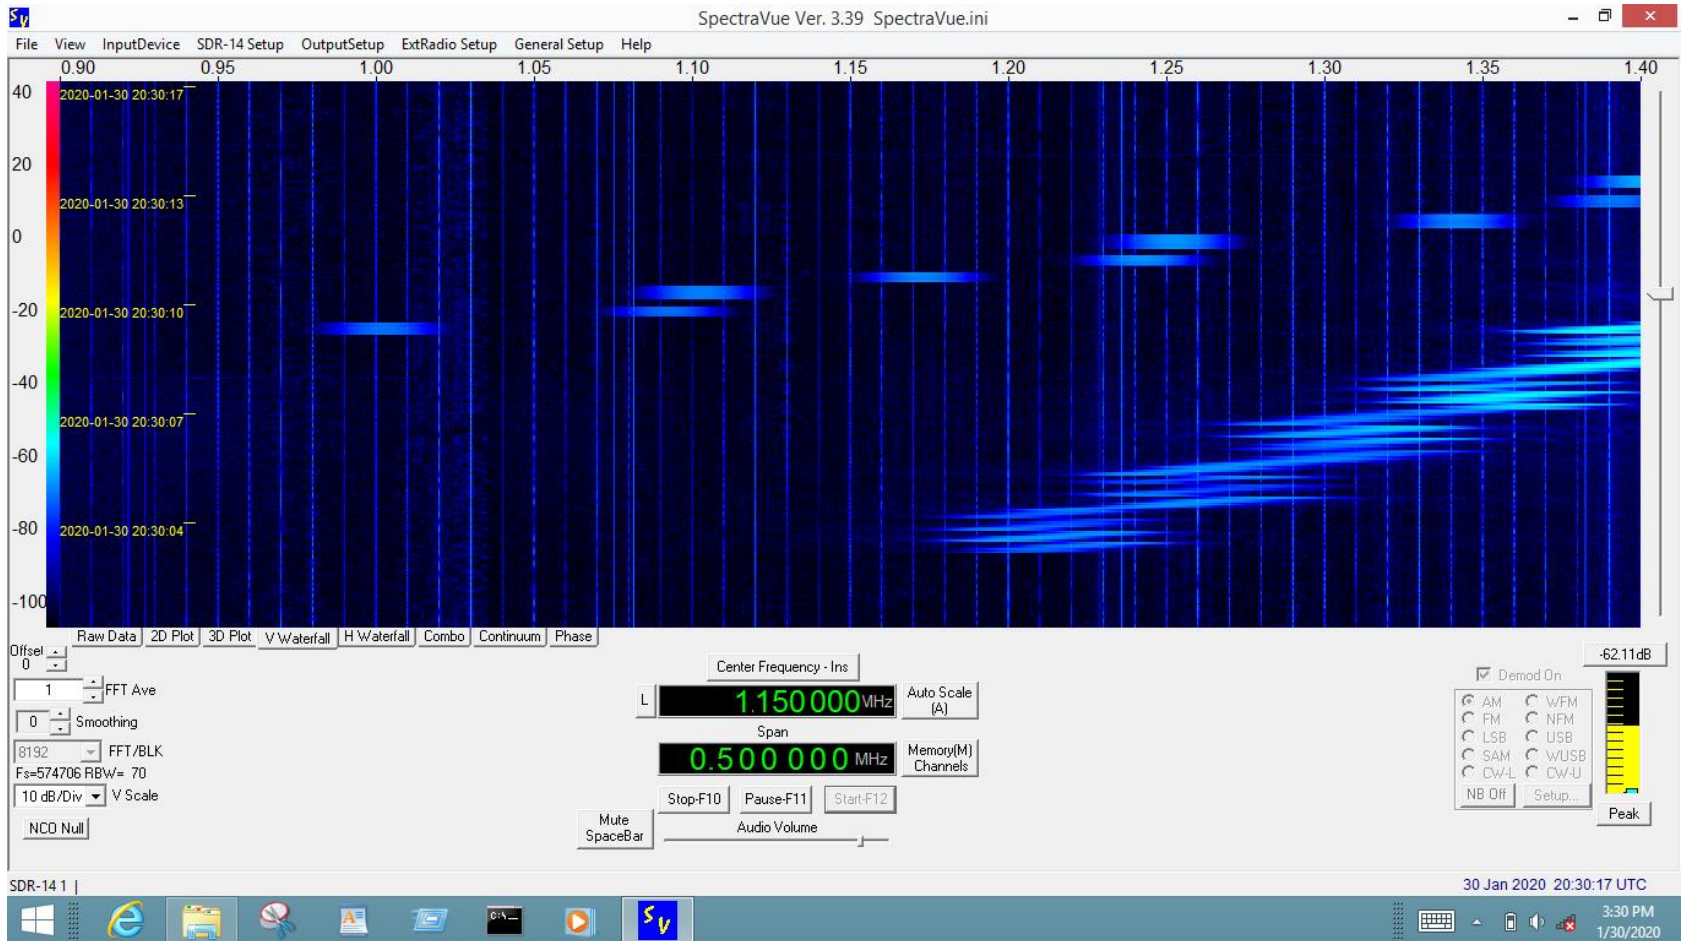 SV SpectraVue Ver. 3.39 SpectraVue.ini
File View InputDevice SDR-14 Setup OutputSetup ExtRadio Setup General Setup Help
0.90 0.95 1.00 1.05 1.10 1.15 1.20 1.25 1.30 1.35 1.40
40
2020-01-30 20:30:17
20
2020-01-30 20:30:13
0
-20
2020-01-30 20:30:10
-40
2020-01-30 20:30:07
-60
-80
2020-01-30 20:30:04
-100
Raw Data 2D Plot 3D Plot V Waterfall H Waterfall Combo Continuum Phase
Offset
0
1 FFT Ave
0 Smoothing
8192 FFT/BLK
Fs=574706 RBW= 70
10 dB/Div V Scale
NCO Null
Center Frequency - Ins
L 1.150 000 MHz Auto Scale
(A)
Span
0.500 000 MHz Memory(M)
Channels
Stop-F10 Pause-F11 Start-F12
Mute
SpaceBar
Audio Volume
-62.11dB
Demod On
AM WFM
FM NFM
LSB USB
SAM WUSB
CW-L CW-U
NB Off Setup...
Peak
SDR-14 1 |
30 Jan 2020 20:30:17 UTC
C:\_
SV
3:30 PM
1/30/2020